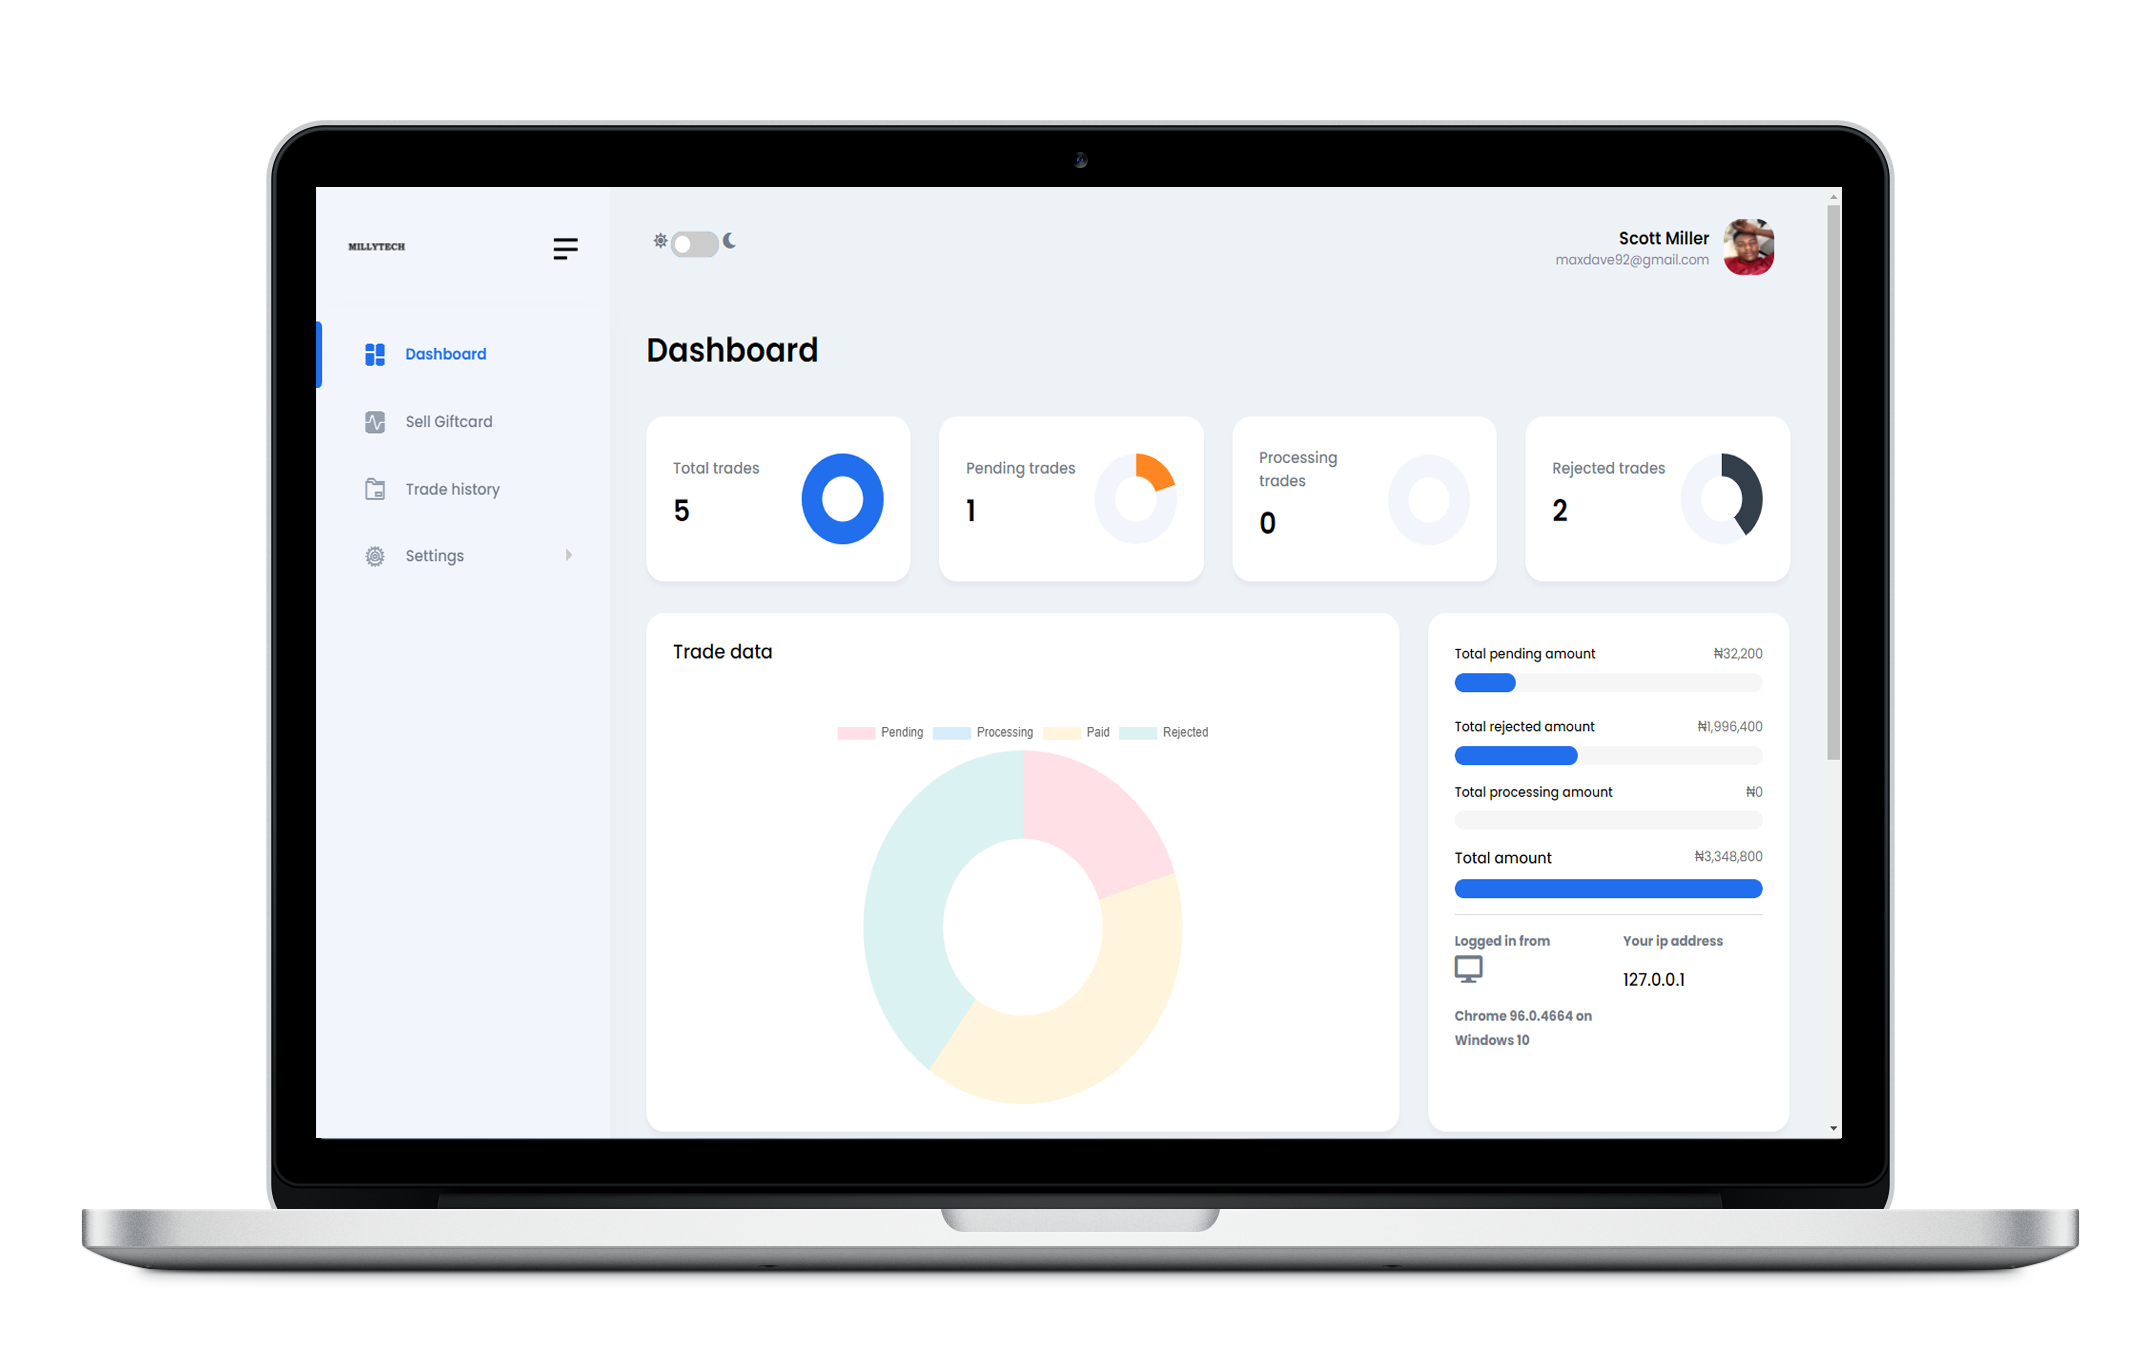 MILLYTECH
Scott Miller
maxdave92@gmail.com
Dashboard
Sell Giftcard
Trade history
Settings
Dashboard
Total trades
5
Pending trades
1
Processing
trades
0
Rejected trades
2
Trade data
Pending Processing Paid Rejected
Total pending amount ₦32,200
Total rejected amount ₦1,996,400
Total processing amount ₦0
Total amount ₦3,348,800
Logged in from
Your ip address
127.0.0.1
Chrome 96.0.4664 on
Windows 10